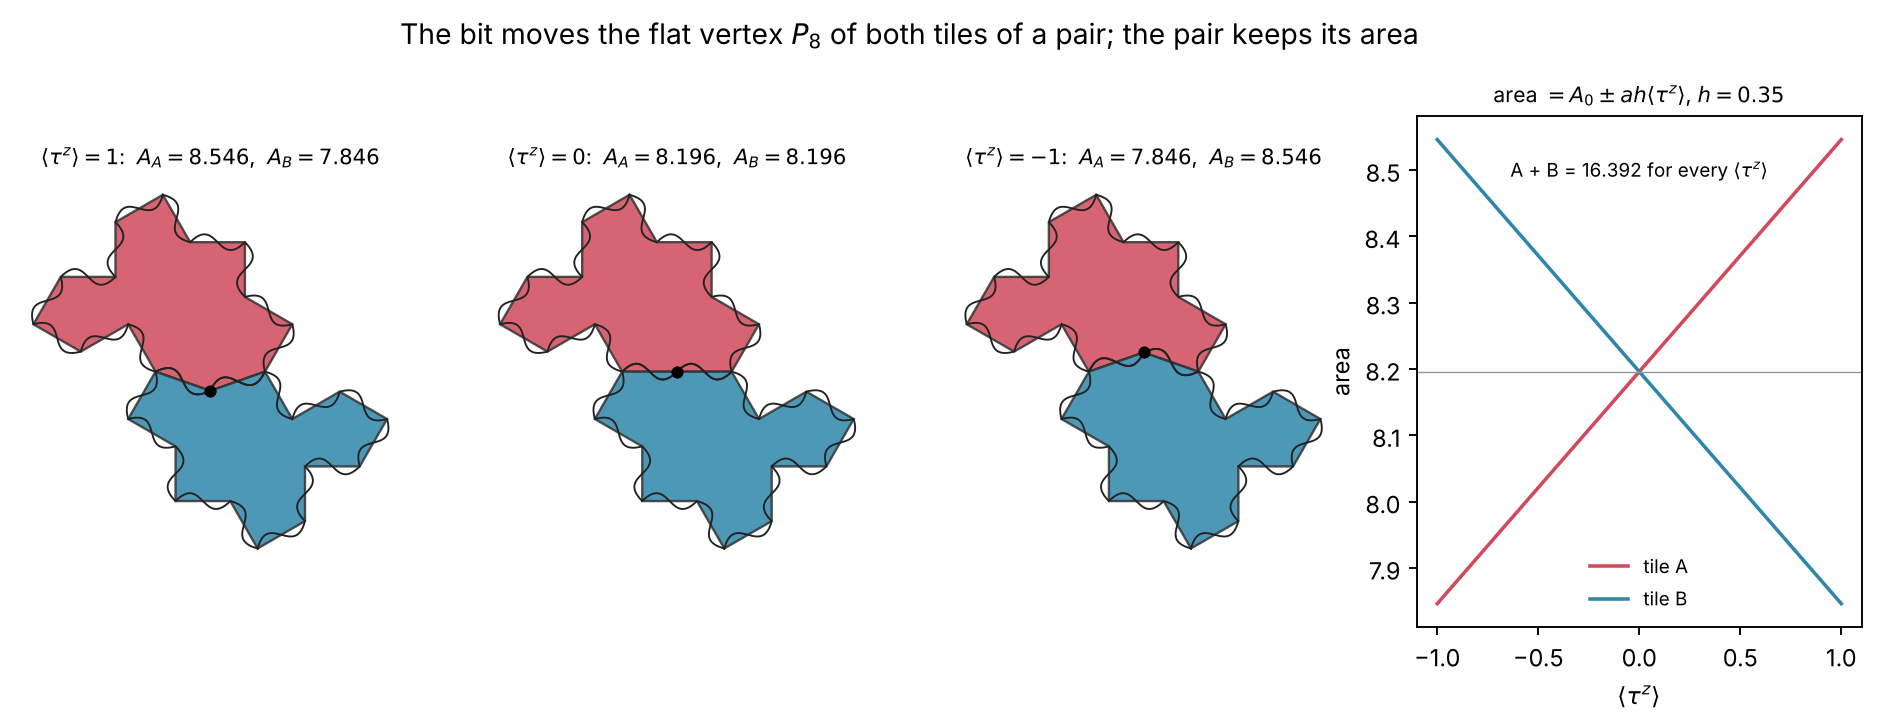 The bit moves the flat vertex P₈ of both tiles of a pair; the pair keeps its area
⟨τᶻ⟩ = 1: A_A = 8.546, A_B = 7.846
⟨τᶻ⟩ = 0: A_A = 8.196, A_B = 8.196
⟨τᶻ⟩ = −1: A_A = 7.846, A_B = 8.546
area = A₀ ± ah⟨τᶻ⟩, h = 0.35
A + B = 16.392 for every ⟨τᶻ⟩
8.5
8.4
8.3
8.2
8.1
8.0
7.9
area
tile A
tile B
−1.0 −0.5 0.0 0.5 1.0
⟨τᶻ⟩